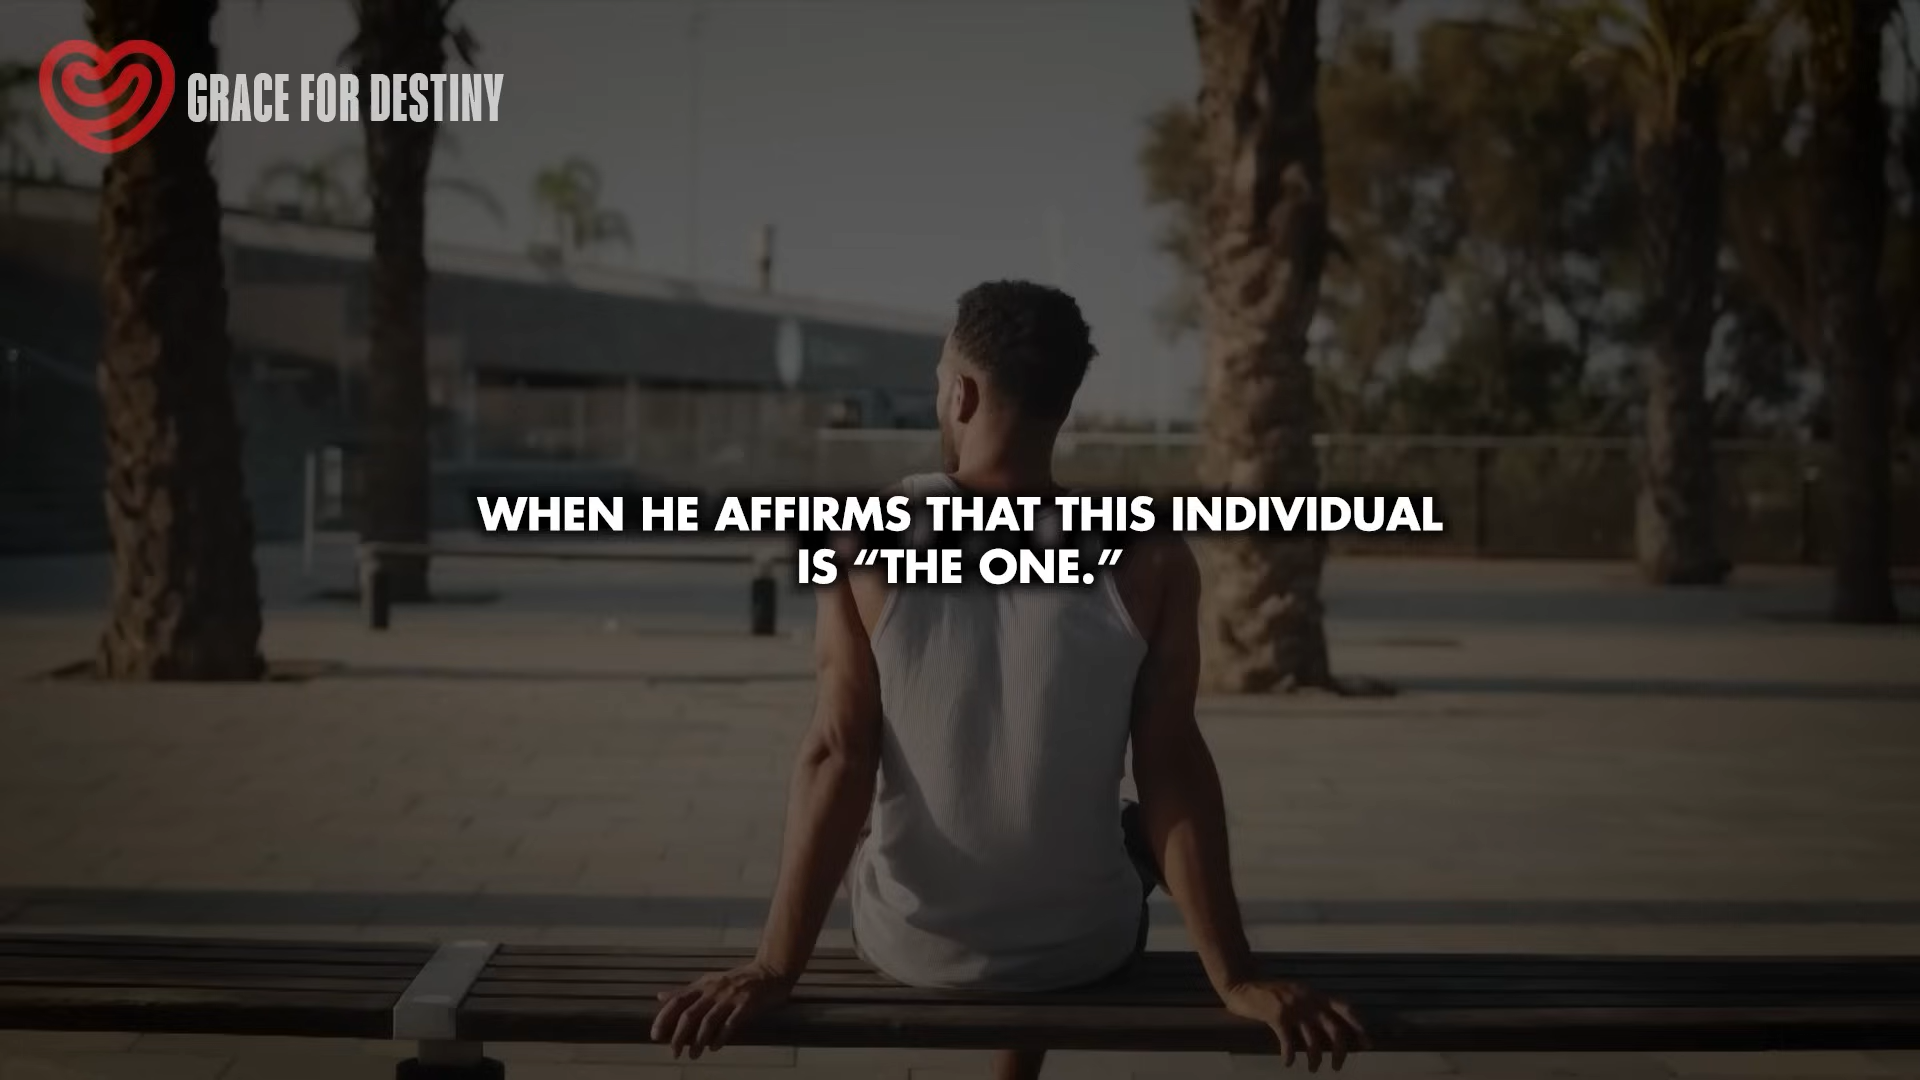 GRACE FOR DESTINY
WHEN HE AFFIRMS THAT THIS INDIVIDUAL
IS “THE ONE.”